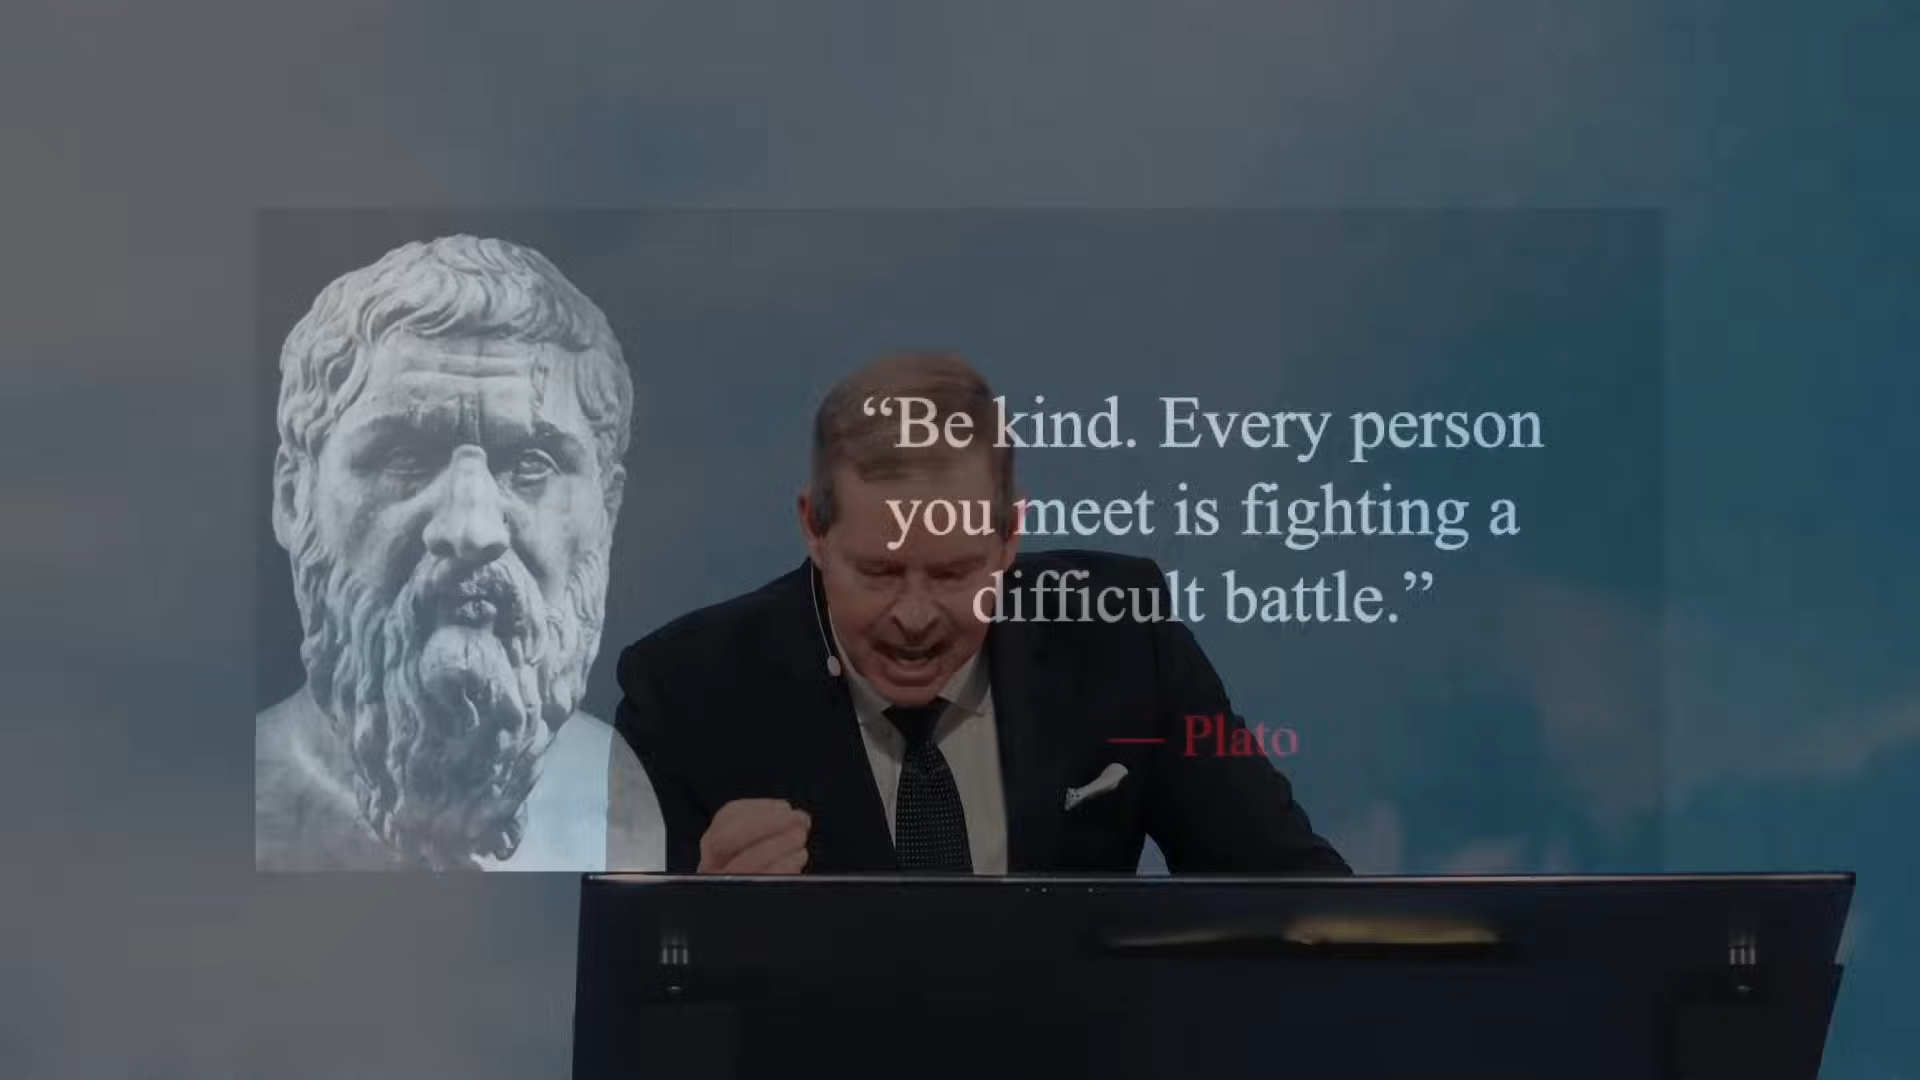 “Be kind. Every person
you meet is fighting a
difficult battle.”
— Plato